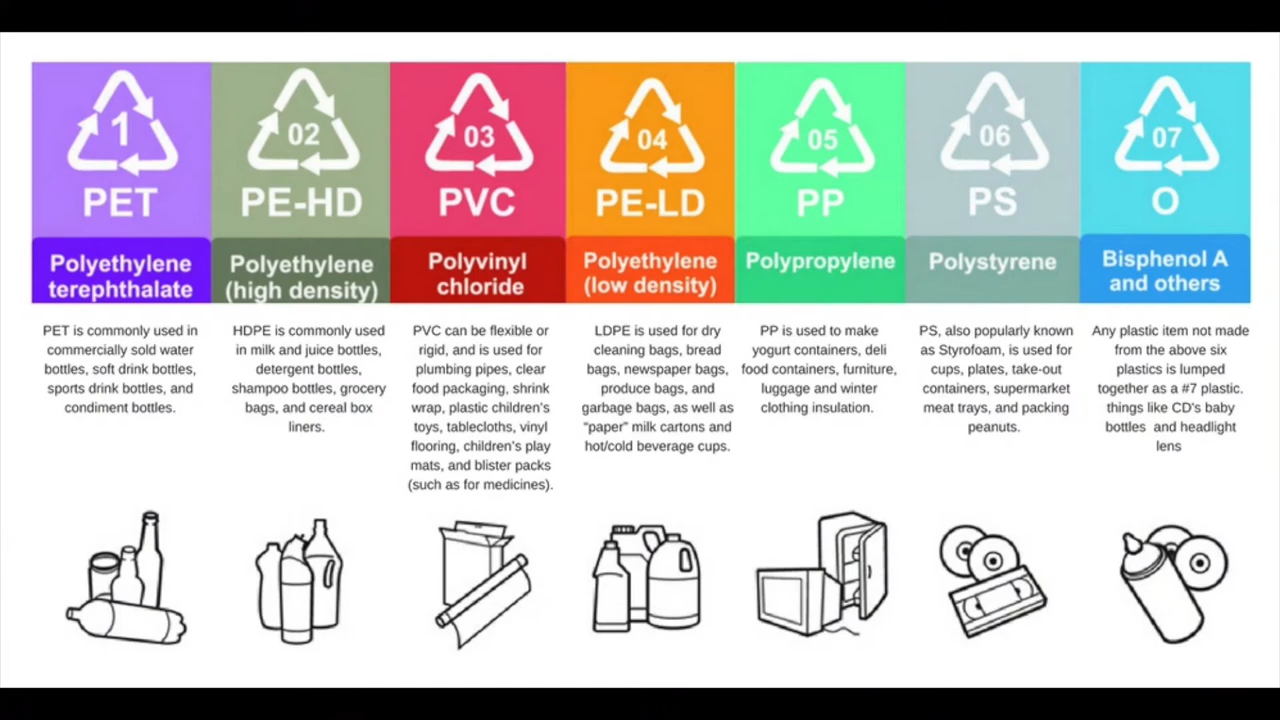 1
PET
Polyethylene
terephthalate
PET is commonly used in
commercially sold water
bottles, soft drink bottles,
sports drink bottles, and
condiment bottles.
02
PE-HD
Polyethylene
(high density)
HDPE is commonly used
in milk and juice bottles,
detergent bottles,
shampoo bottles, grocery
bags, and cereal box
liners.
03
PVC
Polyvinyl
chloride
PVC can be flexible or
rigid, and is used for
plumbing pipes, clear
food packaging, shrink
wrap, plastic children's
toys, tablecloths, vinyl
flooring, children's play
mats, and blister packs
(such as for medicines).
04
PE-LD
Polyethylene
(low density)
LDPE is used for dry
cleaning bags, bread
bags, newspaper bags,
produce bags, and
garbage bags, as well as
“paper” milk cartons and
hot/cold beverage cups.
05
PP
Polypropylene
PP is used to make
yogurt containers, deli
food containers, furniture,
luggage and winter
clothing insulation.
06
PS
Polystyrene
PS, also popularly known
as Styrofoam, is used for
cups, plates, take-out
containers, supermarket
meat trays, and packing
peanuts.
07
O
Bisphenol A
and others
Any plastic item not made
from the above six
plastics is lumped
together as a #7 plastic.
things like CD's baby
bottles and headlight
lens